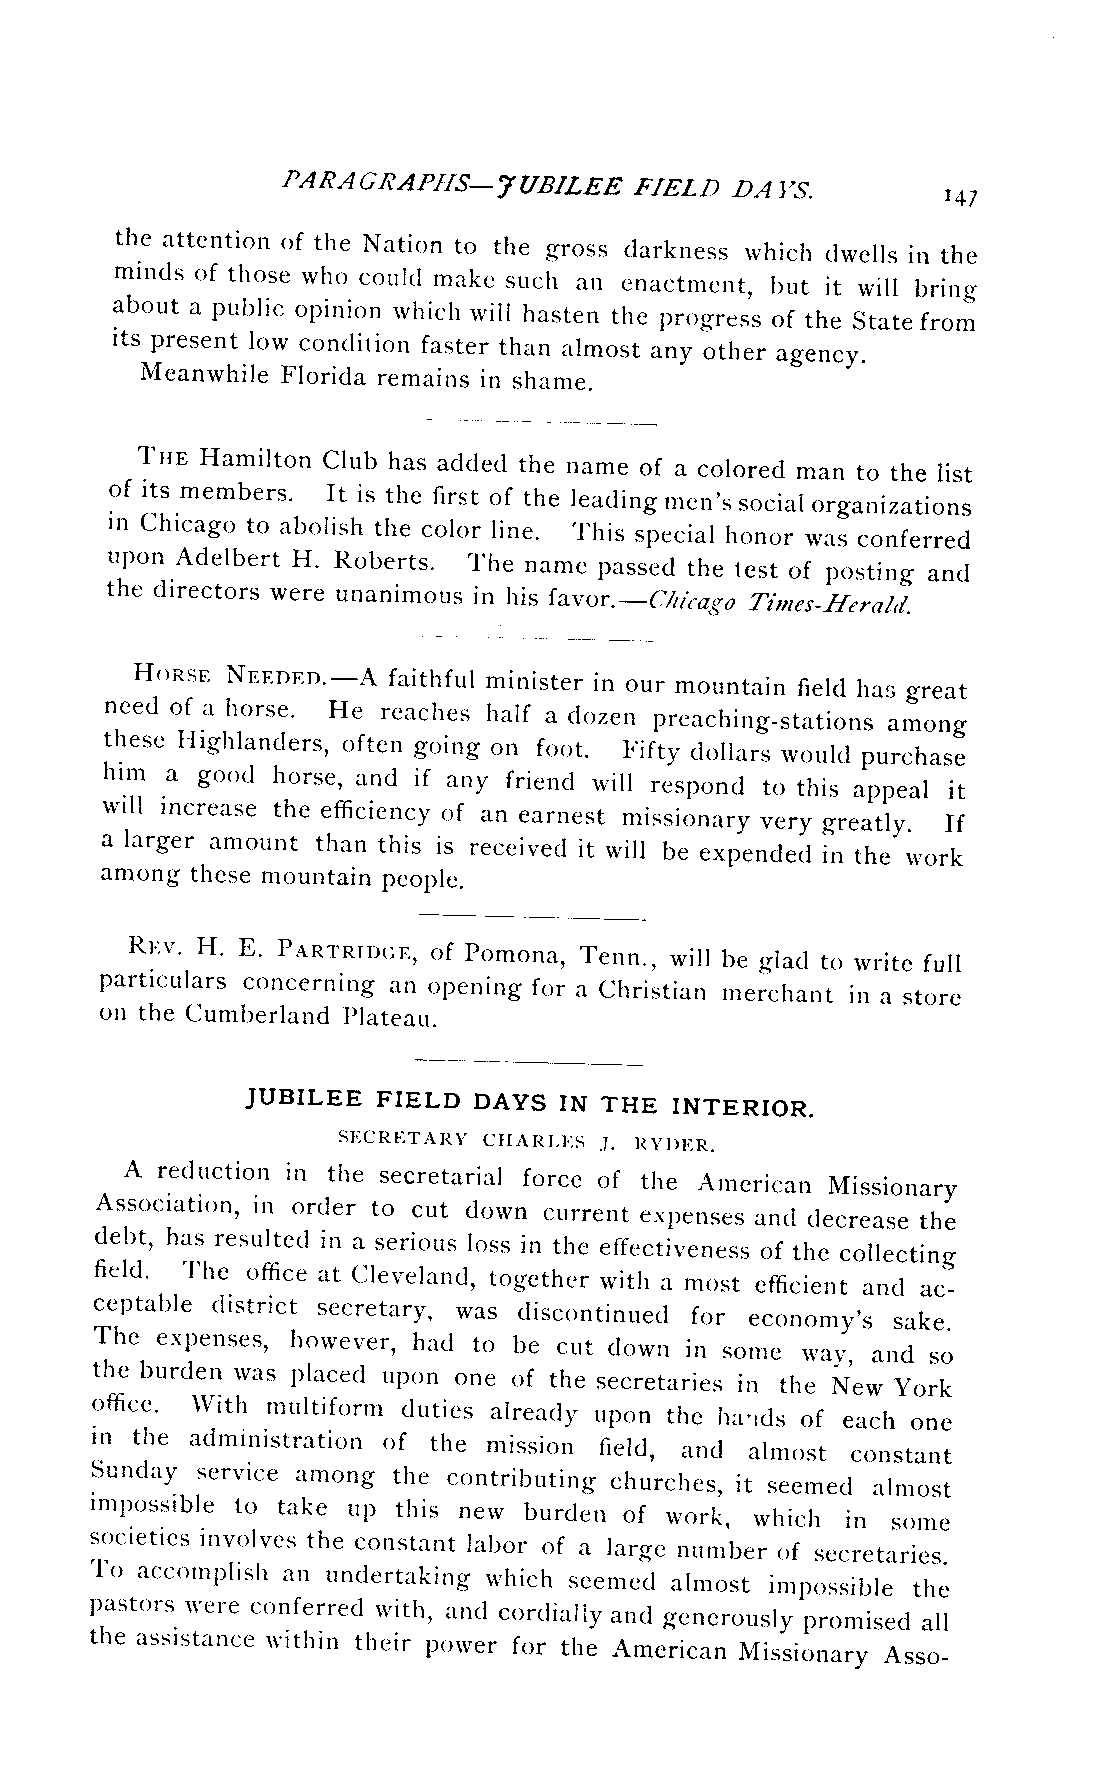 PARAGRAPHS—JUBILEE FIELD DAYS. 147
the attention of the Nation to the gross darkness which dwells in the
minds of those who could make such an enactment, but it will bring
about a public opinion which will hasten the progress of the State from
its present low condition faster than almost any other agency.
Meanwhile Florida remains in shame.
THE Hamilton Club has added the name of a colored man to the list
of its members. It is the first of the leading men's social organizations
in Chicago to abolish the color line. This special honor was conferred
upon Adelbert H. Roberts. The name passed the test of posting and
the directors were unanimous in his favor.—Chicago Times-Herald.
HORSE NEEDED.—A faithful minister in our mountain field has great
need of a horse. He reaches half a dozen preaching-stations among
these Highlanders, often going on foot. Fifty dollars would purchase
him a good horse, and if any friend will respond to this appeal it
will increase the efficiency of an earnest missionary very greatly. If
a larger amount than this is received it will be expended in the work
among these mountain people.
REV. H. E. PARTRIDGE, of Pomona, Tenn., will be glad to write full
particulars concerning an opening for a Christian merchant in a store
on the Cumberland Plateau.
JUBILEE FIELD DAYS IN THE INTERIOR.
SECRETARY CHARLES J. RYDER.
A reduction in the secretarial force of the American Missionary
Association, in order to cut down current expenses and decrease the
debt, has resulted in a serious loss in the effectiveness of the collecting
field. The office at Cleveland, together with a most efficient and ac-
ceptable district secretary, was discontinued for economy's sake.
The expenses, however, had to be cut down in some way, and so
the burden was placed upon one of the secretaries in the New York
office. With multiform duties already upon the hands of each one
in the administration of the mission field, and almost constant
Sunday service among the contributing churches, it seemed almost
impossible to take up this new burden of work, which in some
societies involves the constant labor of a large number of secretaries.
To accomplish an undertaking which seemed almost impossible the
pastors were conferred with, and cordially and generously promised all
the assistance within their power for the American Missionary Asso-